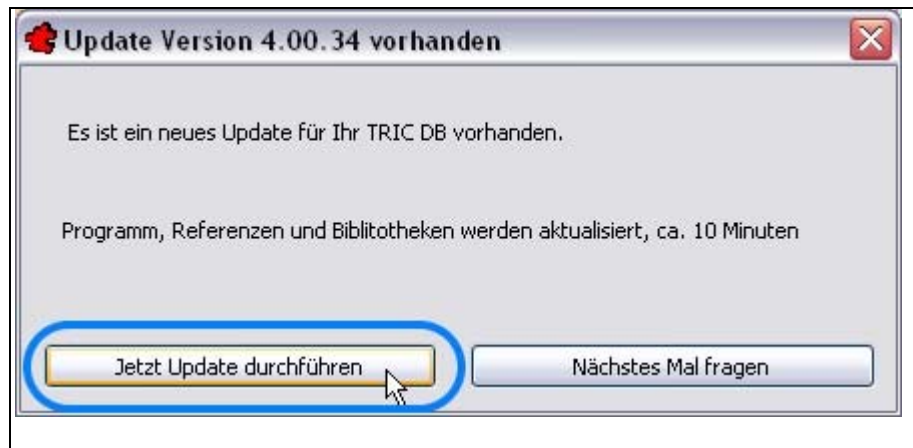 Update Version 4.00.34 vorhanden
Es ist ein neues Update für Ihr TRIC DB vorhanden.
Programm, Referenzen und Biblitotheken werden aktualisiert, ca. 10 Minuten
Jetzt Update durchführen
Nächstes Mal fragen